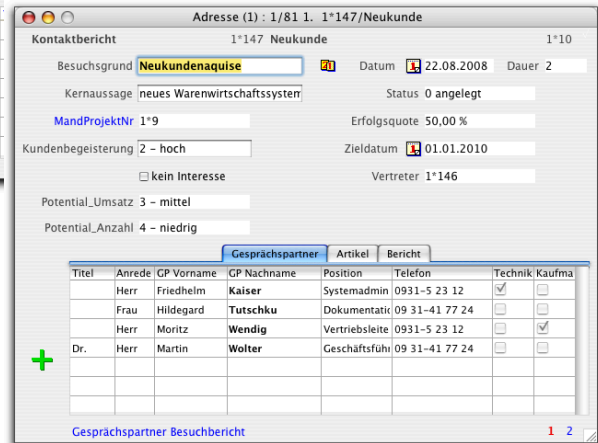 Adresse (1) : 1/81 1.  1*147/Neukunde
Kontaktbericht 1*147 Neukunde 1*10
Besuchsgrund Neukundenaquise 21 Datum 1. 22.08.2008 Dauer 2
Kernaussage neues Warenwirtschaftssystem Status 0 angelegt
MandProjektNr 1*9 Erfolgsquote 50,00 %
Kundenbegeisterung 2 – hoch Zieldatum 1. 01.01.2010
kein Interesse Vertreter 1*146
Potential_Umsatz 3 – mittel
Potential_Anzahl 4 – niedrig
Gesprächspartner Artikel Bericht
Titel Anrede GP Vorname GP Nachname Position Telefon Technik Kaufma
Herr Friedhelm Kaiser Systemadmin 0931–5 23 12
Frau Hildegard Tutschku Dokumentatic 09 31–41 77 24
Herr Moritz Wendig Vertriebsleite 0931–5 23 12
Dr. Herr Martin Wolter Geschäftsfüh 09 31–41 77 24
Gesprächspartner Besuchbericht 1 2